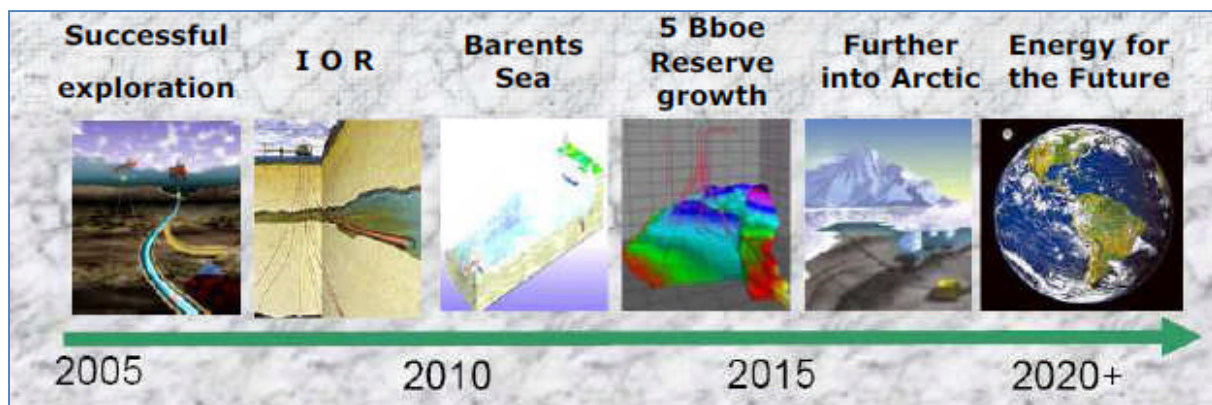 Successful
exploration
I O R
Barents
Sea
5 Bboe
Reserve
growth
Further
into Arctic
Energy for
the Future
2005
2010
2015
2020+